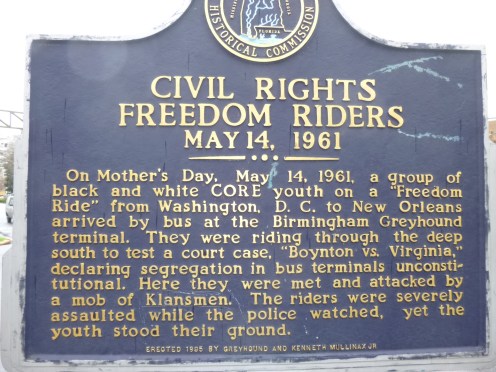 HISTORICAL COMMISSION
FLORIDA
CIVIL RIGHTS
FREEDOM RIDERS
MAY 14, 1961
On Mother's Day, May 14, 1961, a group of
black and white CORE youth on a "Freedom
Ride" from Washington, D. C. to New Orleans
arrived by bus at the Birmingham Greyhound
terminal. They were riding through the deep
south to test a court case, "Boynton vs. Virginia,"
declaring segregation in bus terminals unconsti-
tutional. Here they were met and attacked by
a mob of Klansmen. The riders were severely
assaulted while the police watched, yet the
youth stood their ground.
ERECTED 1995 BY GREYHOUND AND KENNETH MULLINAX JR